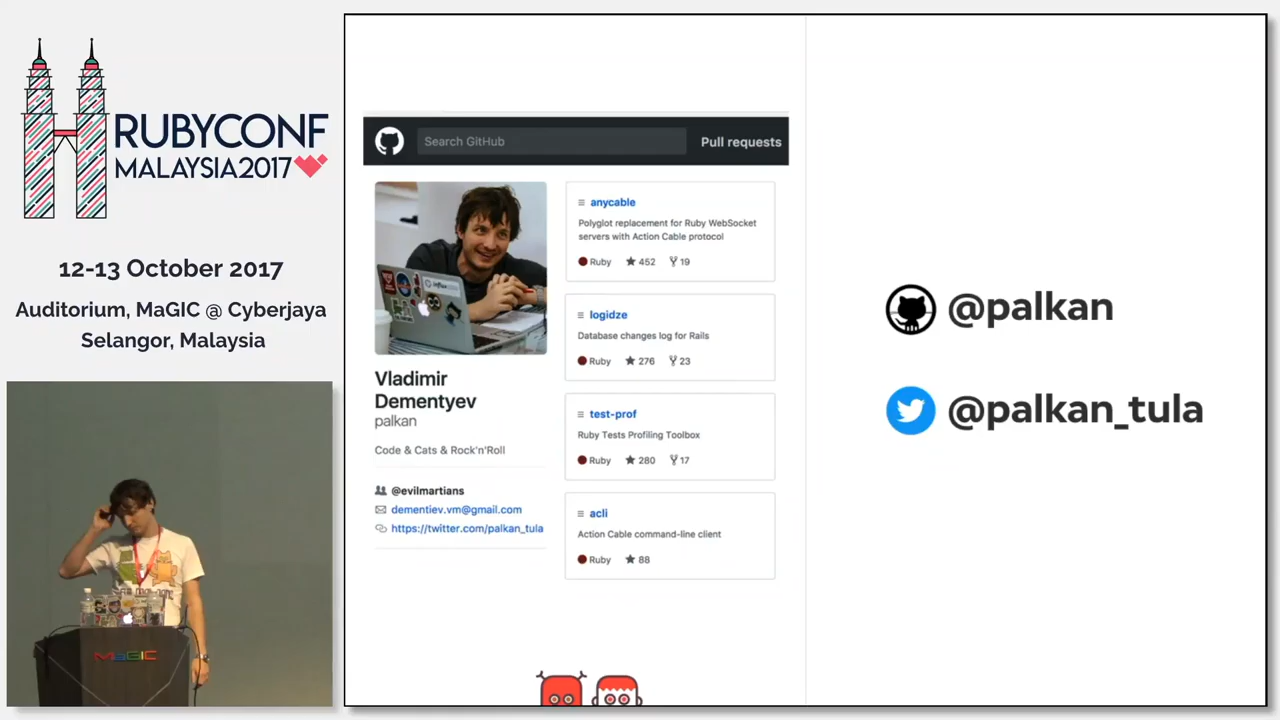 RUBYCONF
MALAYSIA2017
12-13 October 2017
Auditorium, MaGIC @ Cyberjaya
Selangor, Malaysia
MaGIC
Search GitHub
Pull requests
Vladimir
Dementyev
palkan
Code & Cats & Rock'n'Roll
@evilmartians
dementiev.vm@gmail.com
https://twitter.com/palkan_tula
anycable
Polyglot replacement for Ruby WebSocket
servers with Action Cable protocol
Ruby 452 19
logidze
Database changes log for Rails
Ruby 276 23
test-prof
Ruby Tests Profiling Toolbox
Ruby 280 17
acli
Action Cable command-line client
Ruby 88
@palkan
@palkan_tula